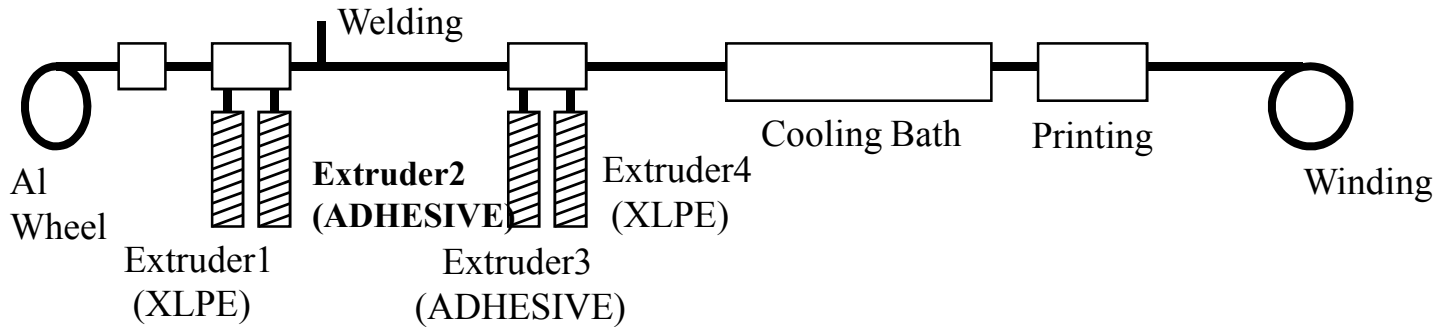 Welding
Cooling Bath
Printing
Al
Wheel
Extruder2
(ADHESIVE)
Extruder4
(XLPE)
Winding
Extruder1
(XLPE)
Extruder3
(ADHESIVE)